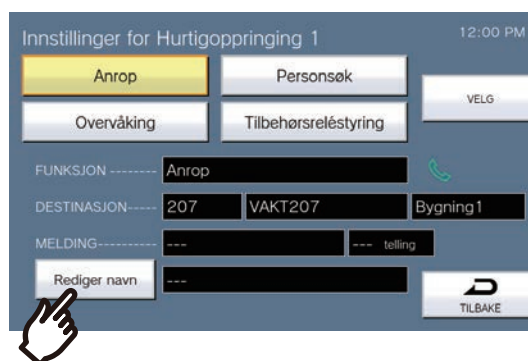 Innstillinger for Hurtigoppringing 1 12:00 PM
Anrop Personsøk
VELG
Overvåking Tilbehørsreléstyring
FUNKSJON -------- Anrop
DESTINASJON----- 207 VAKT207 Bygning1
MELDING---------- --- --- telling
Rediger navn ---
TILBAKE